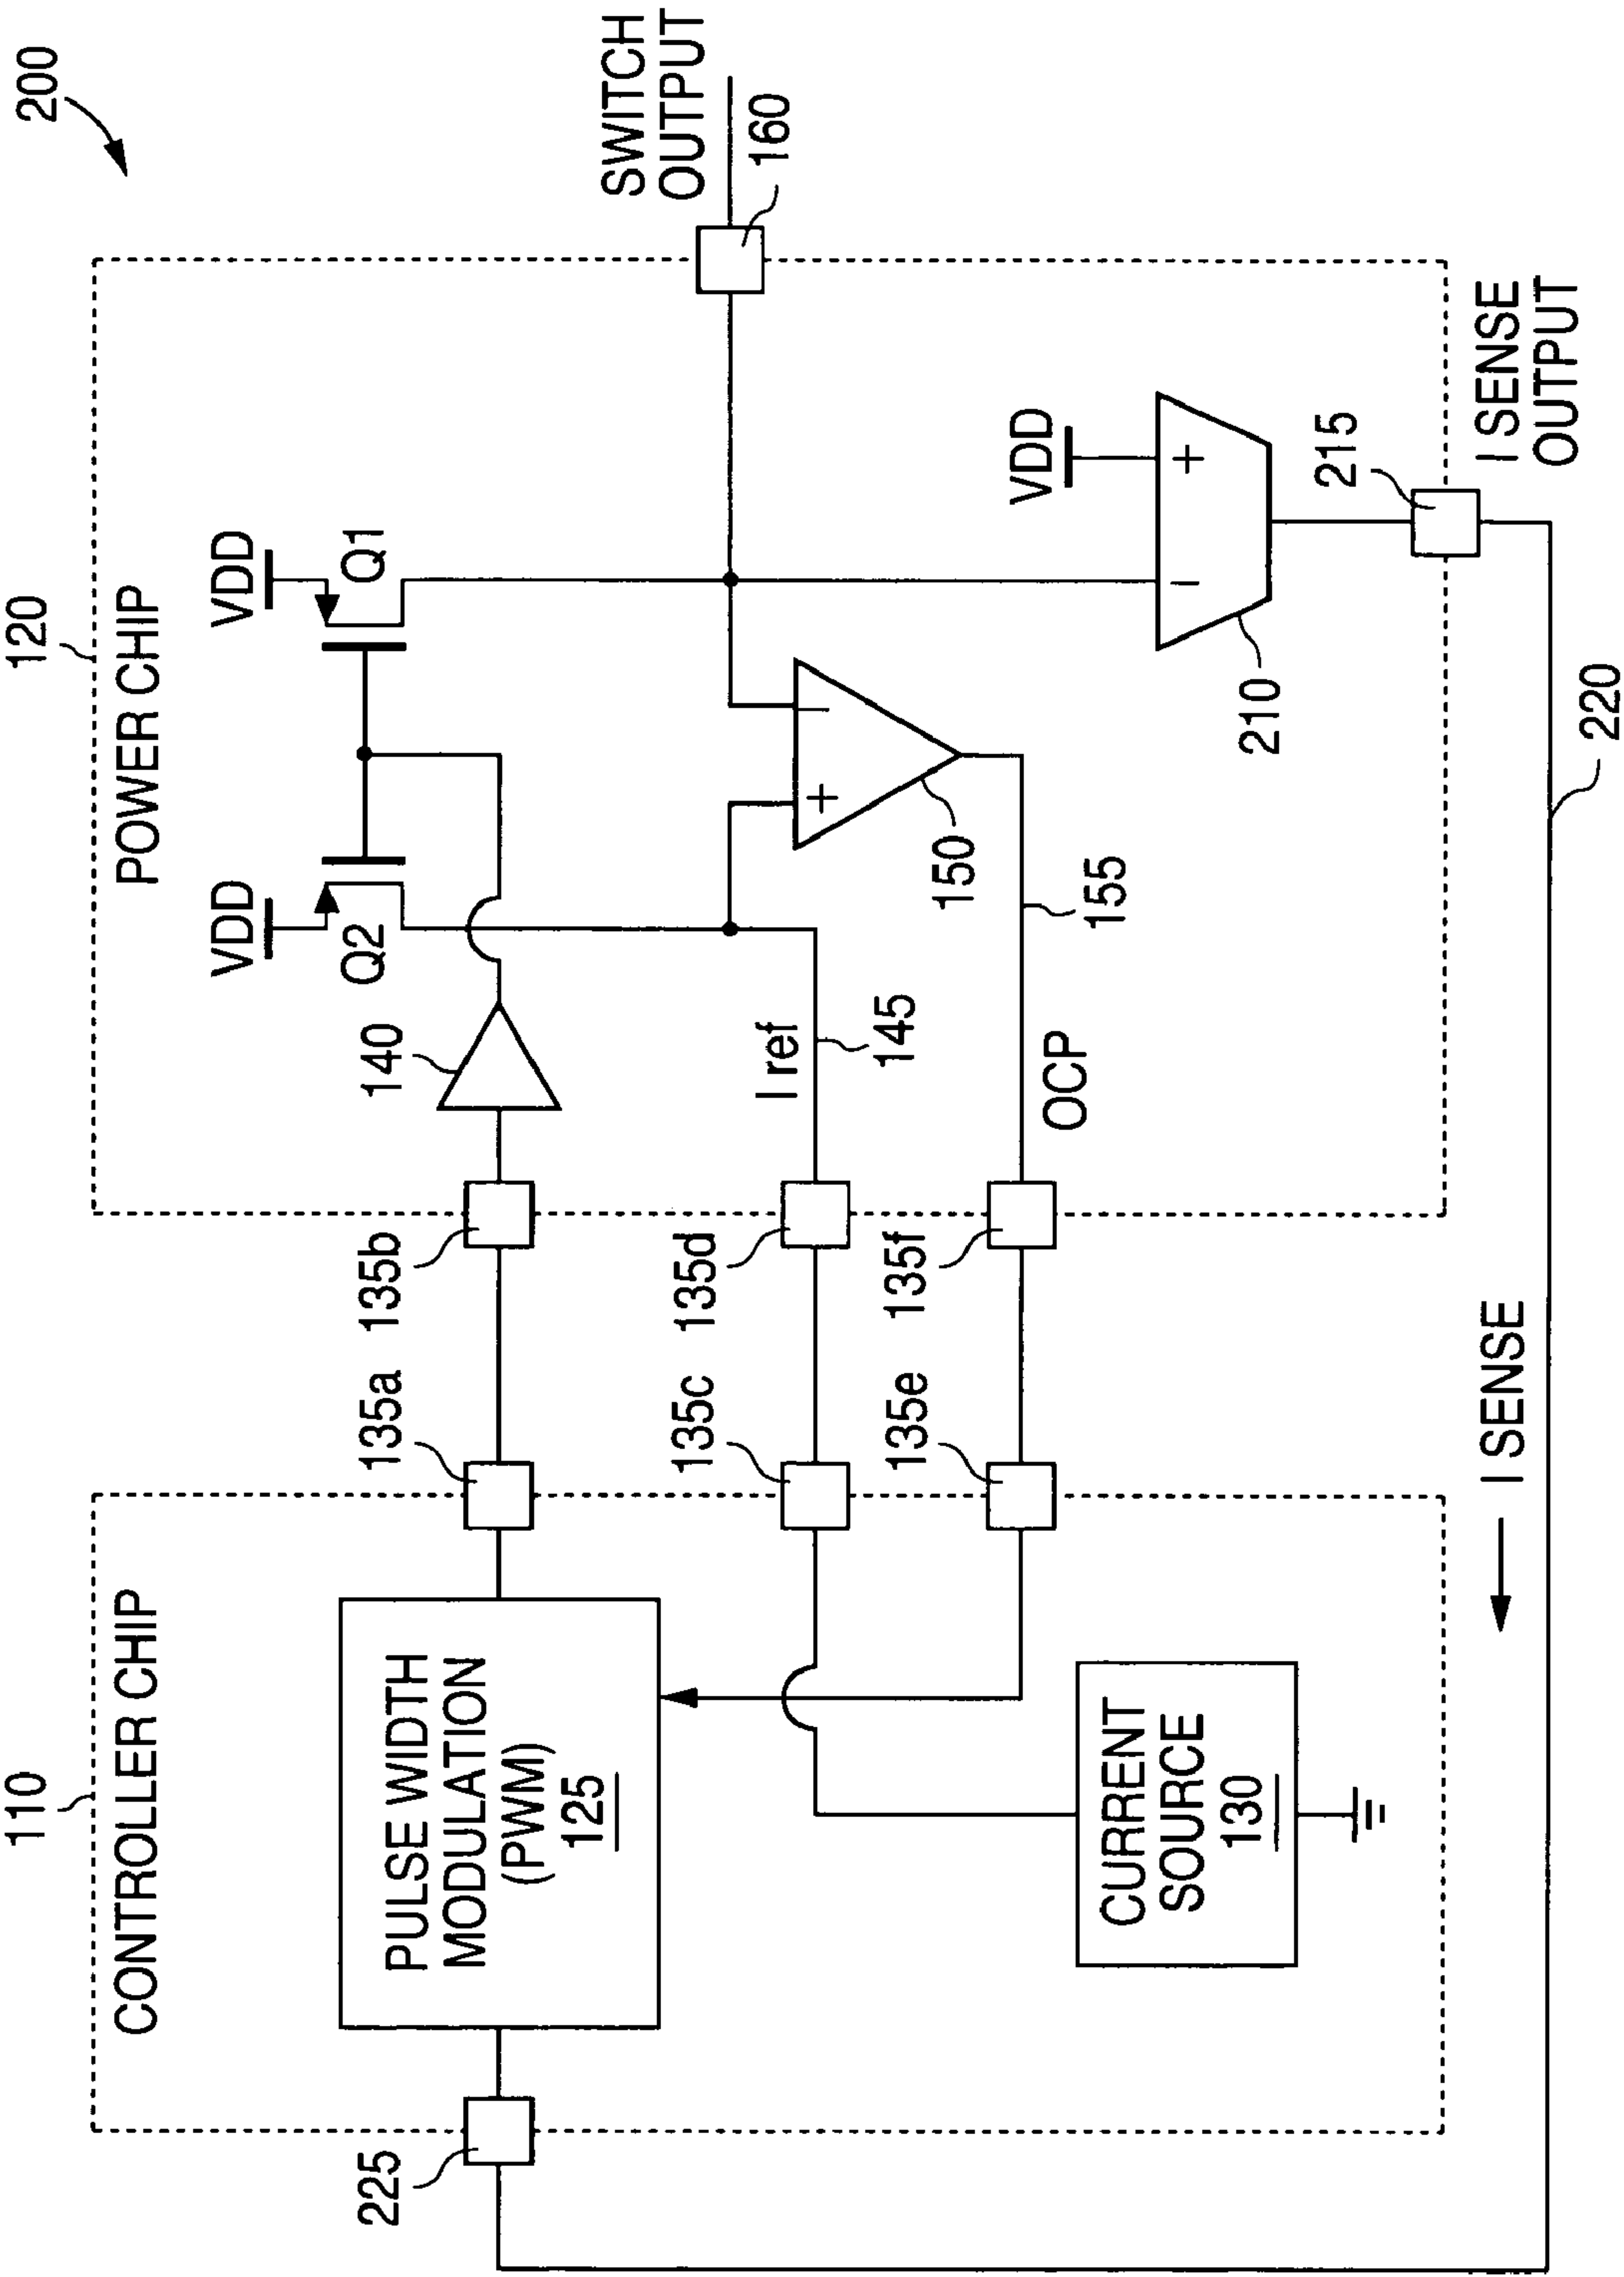 200
110
120
CONTROLLER CHIP
POWER CHIP
225
PULSE WIDTH
MODULATION
(PWM)
125
135a
135b
140
VDD
Q2
VDD
Q1
SWITCH
OUTPUT
160
135c
135d
I ref
145
135e
135f
150
OCP
155
CURRENT
SOURCE
130
VDD
+
–
+
–
210
215
I SENSE
OUTPUT
I SENSE
220